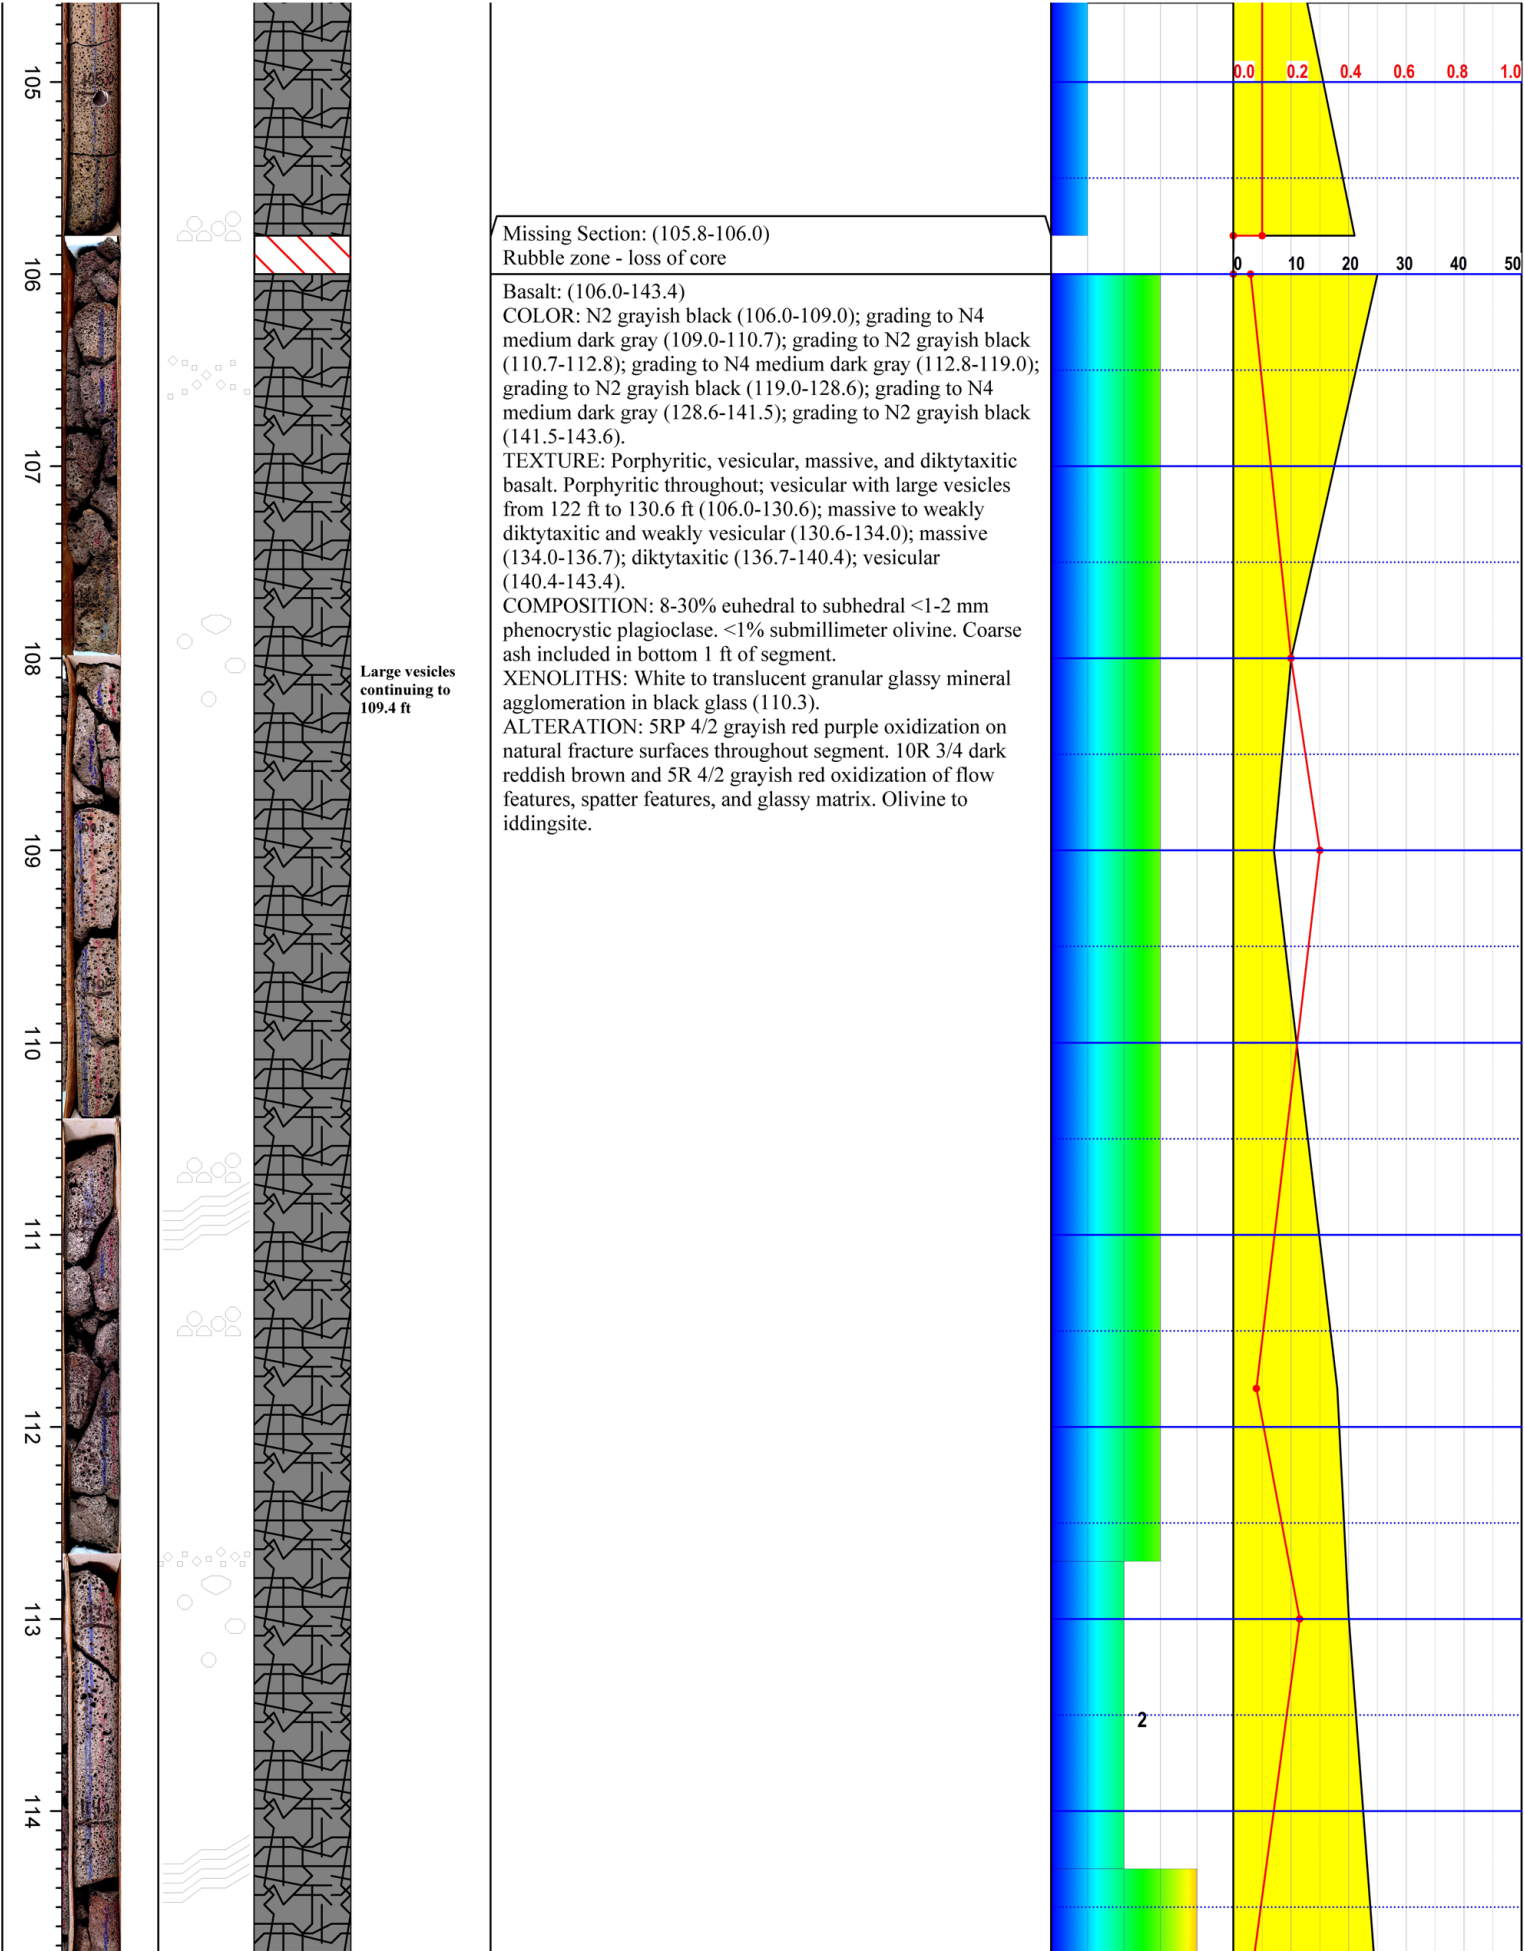 105
106
107
108
109
110
111
112
113
114
Large vesicles
continuing to
109.4 ft
Missing Section: (105.8-106.0)
Rubble zone - loss of core
Basalt: (106.0-143.4)
COLOR: N2 grayish black (106.0-109.0); grading to N4
medium dark gray (109.0-110.7); grading to N2 grayish black
(110.7-112.8); grading to N4 medium dark gray (112.8-119.0);
grading to N2 grayish black (119.0-128.6); grading to N4
medium dark gray (128.6-141.5); grading to N2 grayish black
(141.5-143.6).
TEXTURE: Porphyritic, vesicular, massive, and diktytaxitic
basalt. Porphyritic throughout; vesicular with large vesicles
from 122 ft to 130.6 ft (106.0-130.6); massive to weakly
diktytaxitic and weakly vesicular (130.6-134.0); massive
(134.0-136.7); diktytaxitic (136.7-140.4); vesicular
(140.4-143.4).
COMPOSITION: 8-30% euhedral to subhedral <1-2 mm
phenocrystic plagioclase. <1% submillimeter olivine. Coarse
ash included in bottom 1 ft of segment.
XENOLITHS: White to translucent granular glassy mineral
agglomeration in black glass (110.3).
ALTERATION: 5RP 4/2 grayish red purple oxidization on
natural fracture surfaces throughout segment. 10R 3/4 dark
reddish brown and 5R 4/2 grayish red oxidization of flow
features, spatter features, and glassy matrix. Olivine to
iddingsite.
2
0.0 0.2 0.4 0.6 0.8 1.0
0 10 20 30 40 50